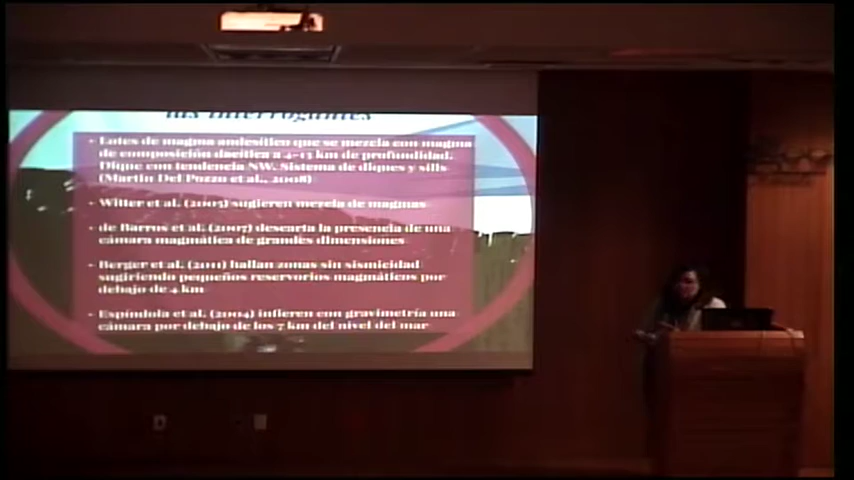 las interrogantes
- Lotes de magma andesítico que se mezcla con magma
de composición dacítica a 4-13 km de profundidad.
Dique con tendencia NW. Sistema de diques y sills
(Martin Del Pozzo et al., 2008)
- Witter et al. (2005) sugieren mezcla de magmas
- de Barros et al. (2007) descarta la presencia de una
cámara magmática de grandes dimensiones
- Berger et al. (2011) hallan zonas sin sismicidad
sugiriendo pequeños reservorios magmáticos por
debajo de 4 km
- Espíndola et al. (2004) infieren con gravimetría una
cámara por debajo de los 7 km del nivel del mar